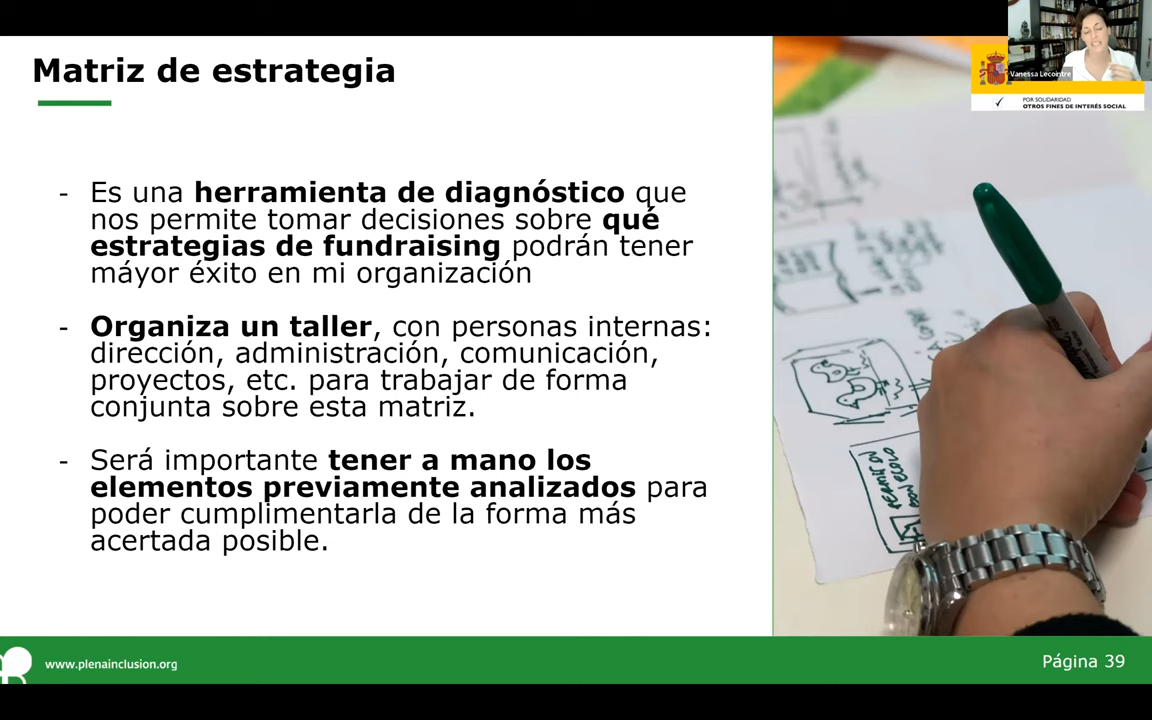 Matriz de estrategia
Vanessa Lecointre
POR SOLIDARIDAD
OTROS FINES DE INTERÉS SOCIAL
- Es una herramienta de diagnóstico que
nos permite tomar decisiones sobre qué
estrategias de fundraising podrán tener
máyor éxito en mi organización
- Organiza un taller, con personas internas:
dirección, administración, comunicación,
proyectos, etc. para trabajar de forma
conjunta sobre esta matriz.
- Será importante tener a mano los
elementos previamente analizados para
poder cumplimentarla de la forma más
acertada posible.
www.plenainclusion.org
Página 39